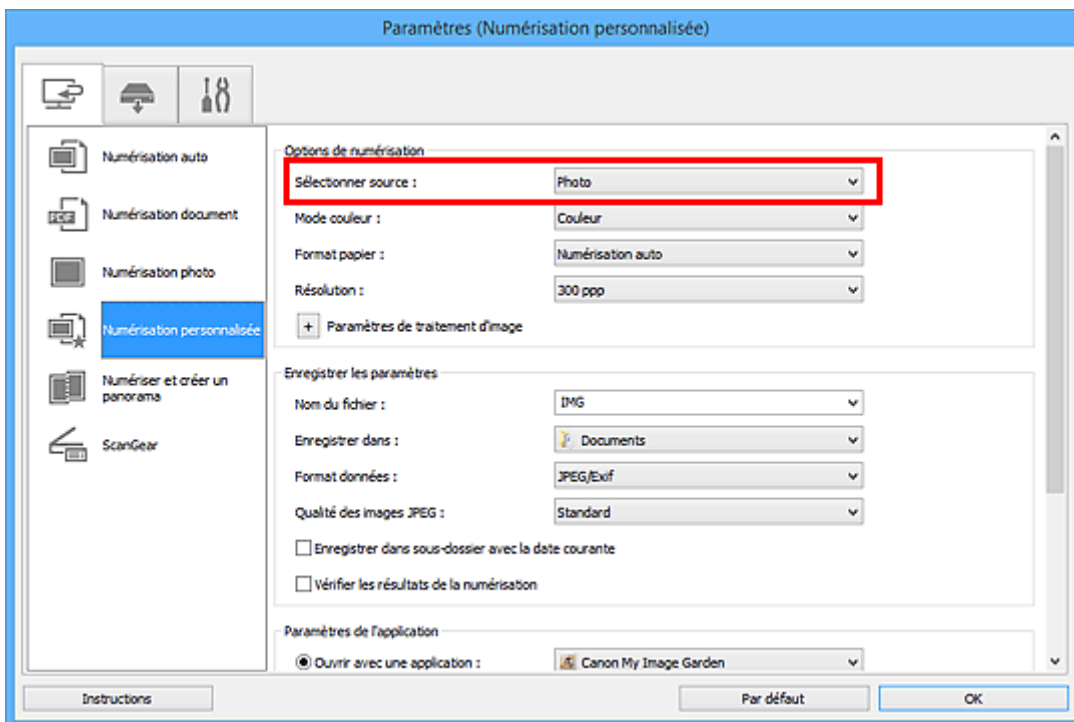 Paramètres (Numérisation personnalisée)
Numérisation auto
PDF
Numérisation document
Numérisation photo
Numérisation personnalisée
Numériser et créer un
panorama
ScanGear
Options de numérisation
Sélectionner source : Photo
Mode couleur : Couleur
Format papier : Numérisation auto
Résolution : 300 ppp
+ Paramètres de traitement d'image
Enregistrer les paramètres
Nom du fichier : IMG
Enregistrer dans : Documents
Format données : JPEG/Exif
Qualité des images JPEG : Standard
Enregistrer dans sous-dossier avec la date courante
Vérifier les résultats de la numérisation
Paramètres de l'application
Ouvrir avec une application : Canon My Image Garden
Instructions Par défaut OK